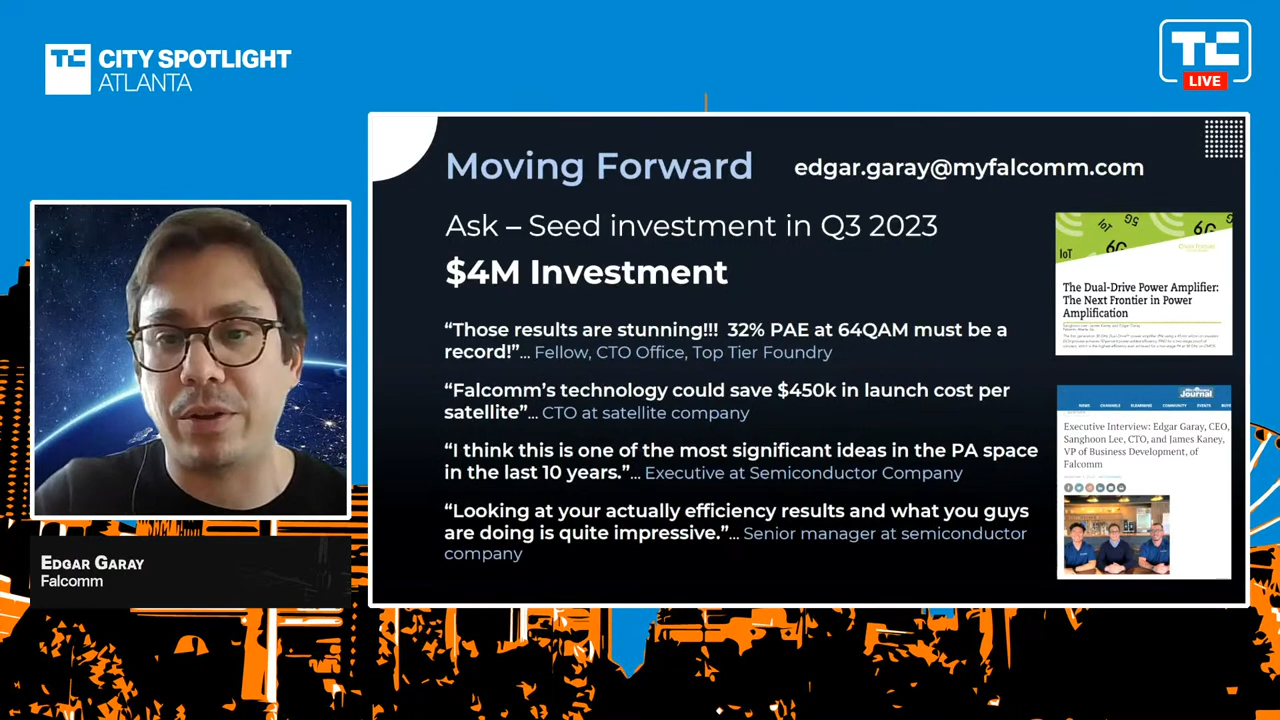 TC CITY SPOTLIGHT
ATLANTA
TC
LIVE
Moving Forward
edgar.garay@myfalcomm.com
Ask – Seed investment in Q3 2023
$4M Investment
“Those results are stunning!!! 32% PAE at 64QAM must be a
record!”... Fellow, CTO Office, Top Tier Foundry
“Falcomm’s technology could save $450k in launch cost per
satellite”... CTO at satellite company
“I think this is one of the most significant ideas in the PA space
in the last 10 years.”... Executive at Semiconductor Company
“Looking at your actually efficiency results and what you guys
are doing is quite impressive.”... Senior manager at semiconductor
company
IoT
6G
IoT
5G
6G
The Dual-Drive Power Amplifier:
The Next Frontier in Power
Amplification
Journal
NEWS
EVENTS
Executive Interview: Edgar Garay, CEO,
Sanghoon Lee, CTO, and James Kaney,
VP of Business Development, of
Falcomm
Edgar Garay
Falcomm